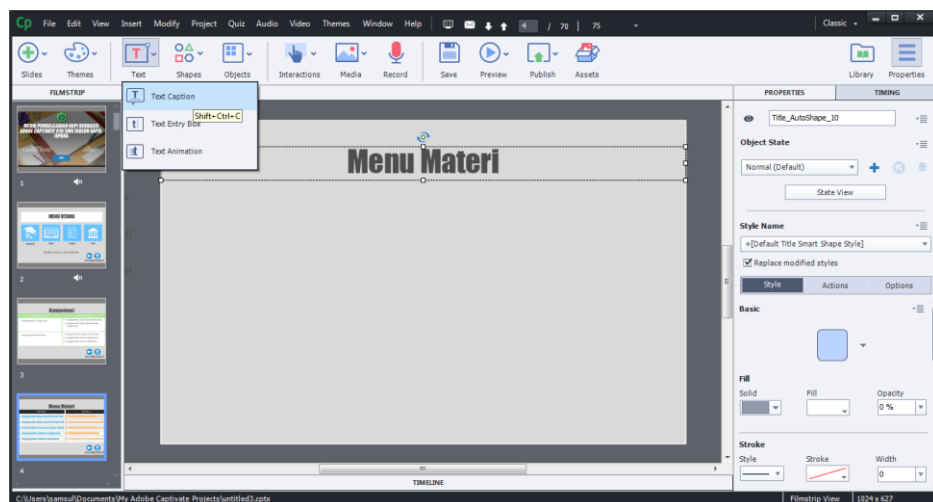 Cp File Edit View Insert Modify Project Quiz Audio Video Themes Window Help 4 / 70 75 Classic
Slides Themes Text Shapes Objects Interactions Media Record Save Preview Publish Assets Library Properties
FILMSTRIP
PROPERTIES TIMING
Text Caption
Shift+Ctrl+C
Text Entry Box
Text Animation
Menu Materi
1
MENU UTAMA
2
Kompetensi
3
Menu Materi
4
Title_AutoShape_10
Object State
Normal (Default)
State View
Style Name
+[Default Title Smart Shape Style]
Replace modified styles
Style Actions Options
Basic
Fill
Solid Fill Opacity
0 %
Stroke
Style Stroke Width
0
TIMELINE
C:\Users\samsul\Documents\My Adobe Captivate Projects\untitled3.cptx
Filmstrip View 1024 x 627